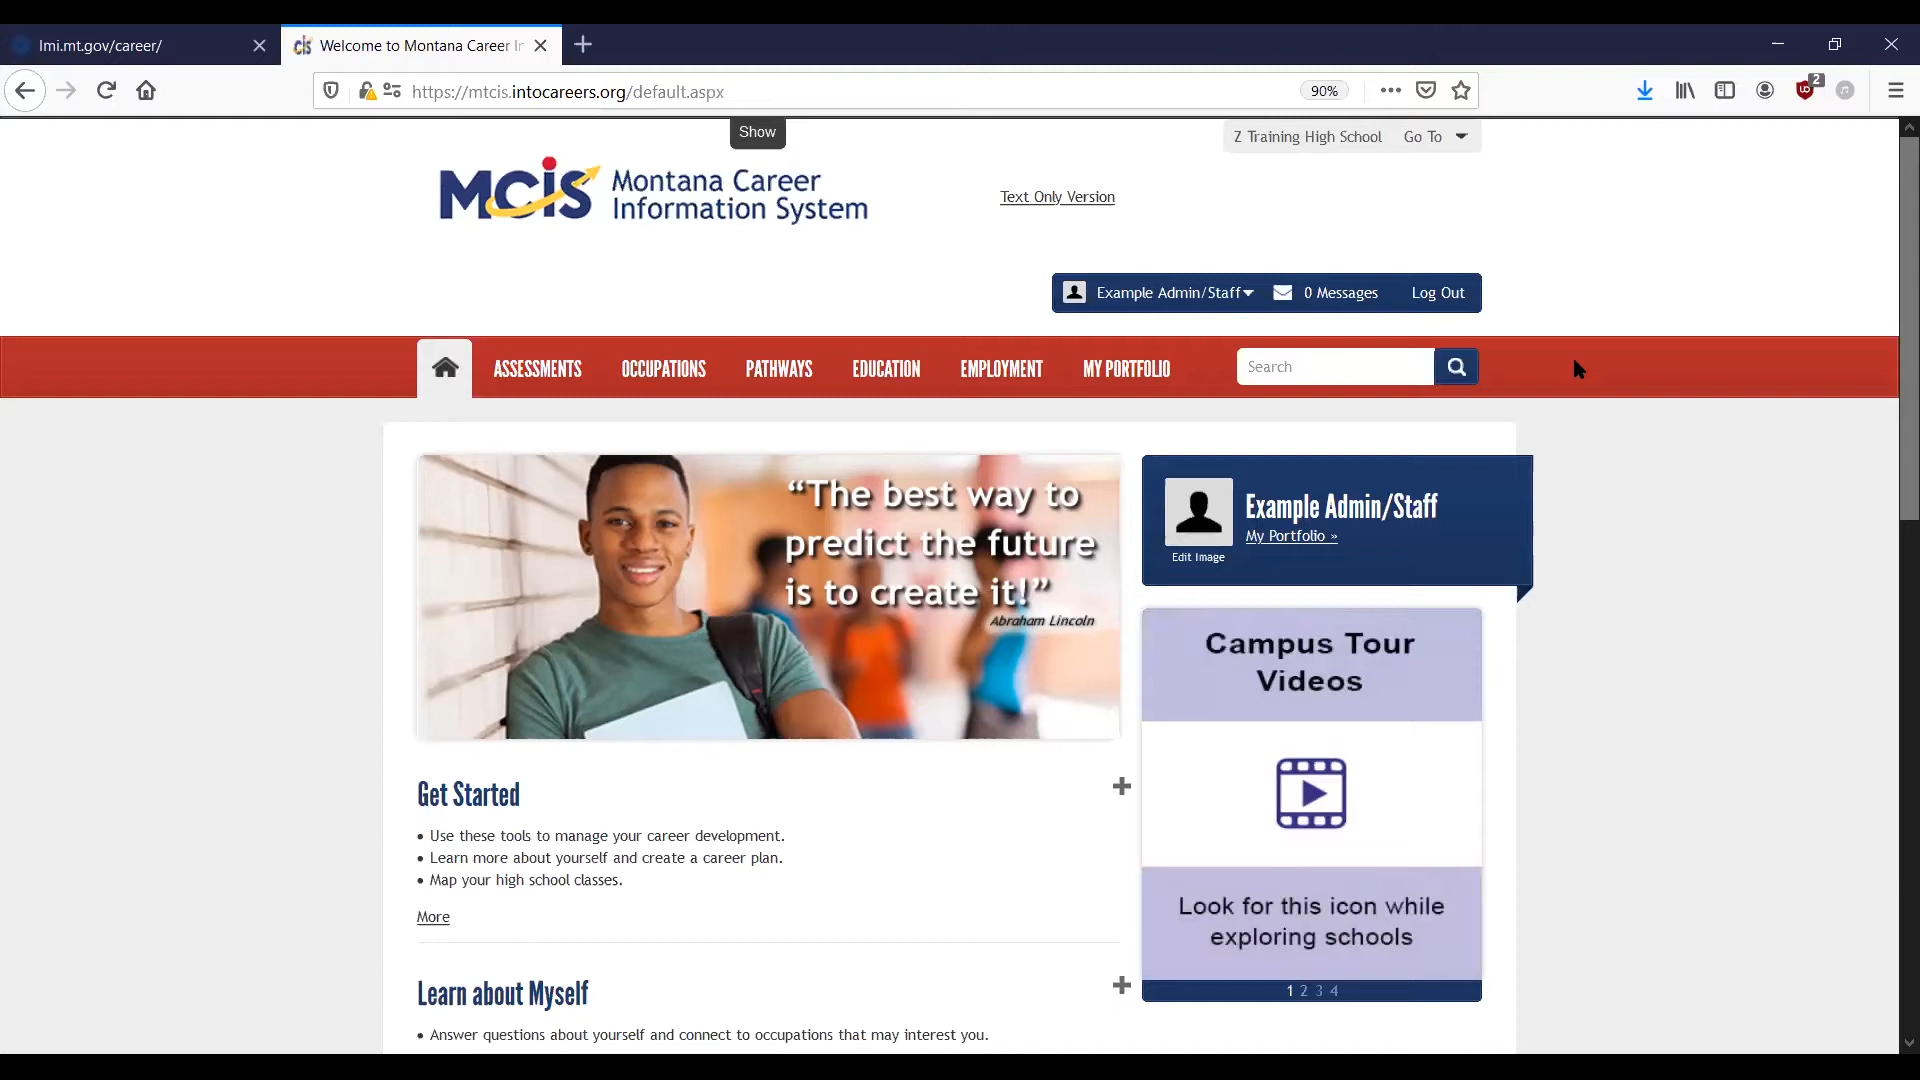 lmi.mt.gov/career/
Welcome to Montana Career In
https://mtcis.intocareers.org/default.aspx
90%
2
Show
Z Training High School Go To
MCIS Montana Career
Information System
Text Only Version
Example Admin/Staff 0 Messages Log Out
ASSESSMENTS OCCUPATIONS PATHWAYS EDUCATION EMPLOYMENT MY PORTFOLIO Search
“The best way to
predict the future
is to create it!”
Abraham Lincoln
Example Admin/Staff
My Portfolio »
Edit Image
Campus Tour
Videos
Look for this icon while
exploring schools
1 2 3 4
Get Started
• Use these tools to manage your career development.
• Learn more about yourself and create a career plan.
• Map your high school classes.
More
Learn about Myself
• Answer questions about yourself and connect to occupations that may interest you.